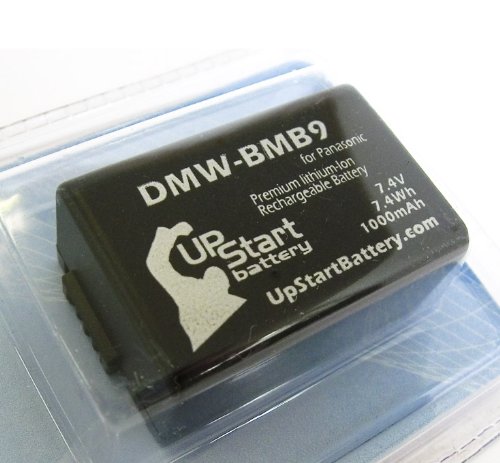 DMW-BMB9
for Panasonic
Premium lithium-Ion
Rechargeable Battery
7.4V
7.4Wh
1000mAh
UP
Start
battery
UpStartBattery.com